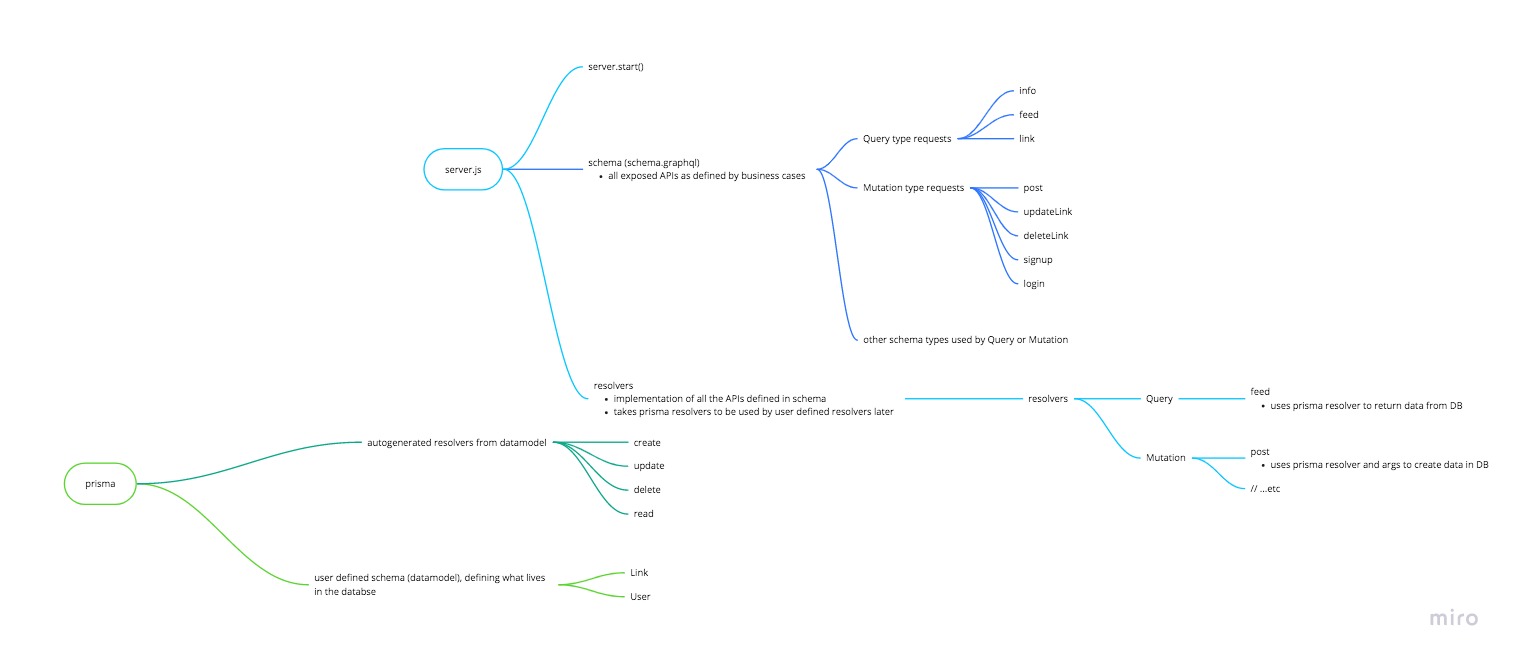 server.start()
server.js
schema (schema.graphql)
• all exposed APIs as defined by business cases
Query type requests
info
feed
link
Mutation type requests
post
updateLink
deleteLink
signup
login
other schema types used by Query or Mutation
resolvers
• implementation of all the APIs defined in schema
• takes prisma resolvers to be used by user defined resolvers later
resolvers
Query
feed
• uses prisma resolver to return data from DB
Mutation
post
• uses prisma resolver and args to create data in DB
// ...etc
prisma
autogenerated resolvers from datamodel
create
update
delete
read
user defined schema (datamodel), defining what lives
in the databse
Link
User
miro